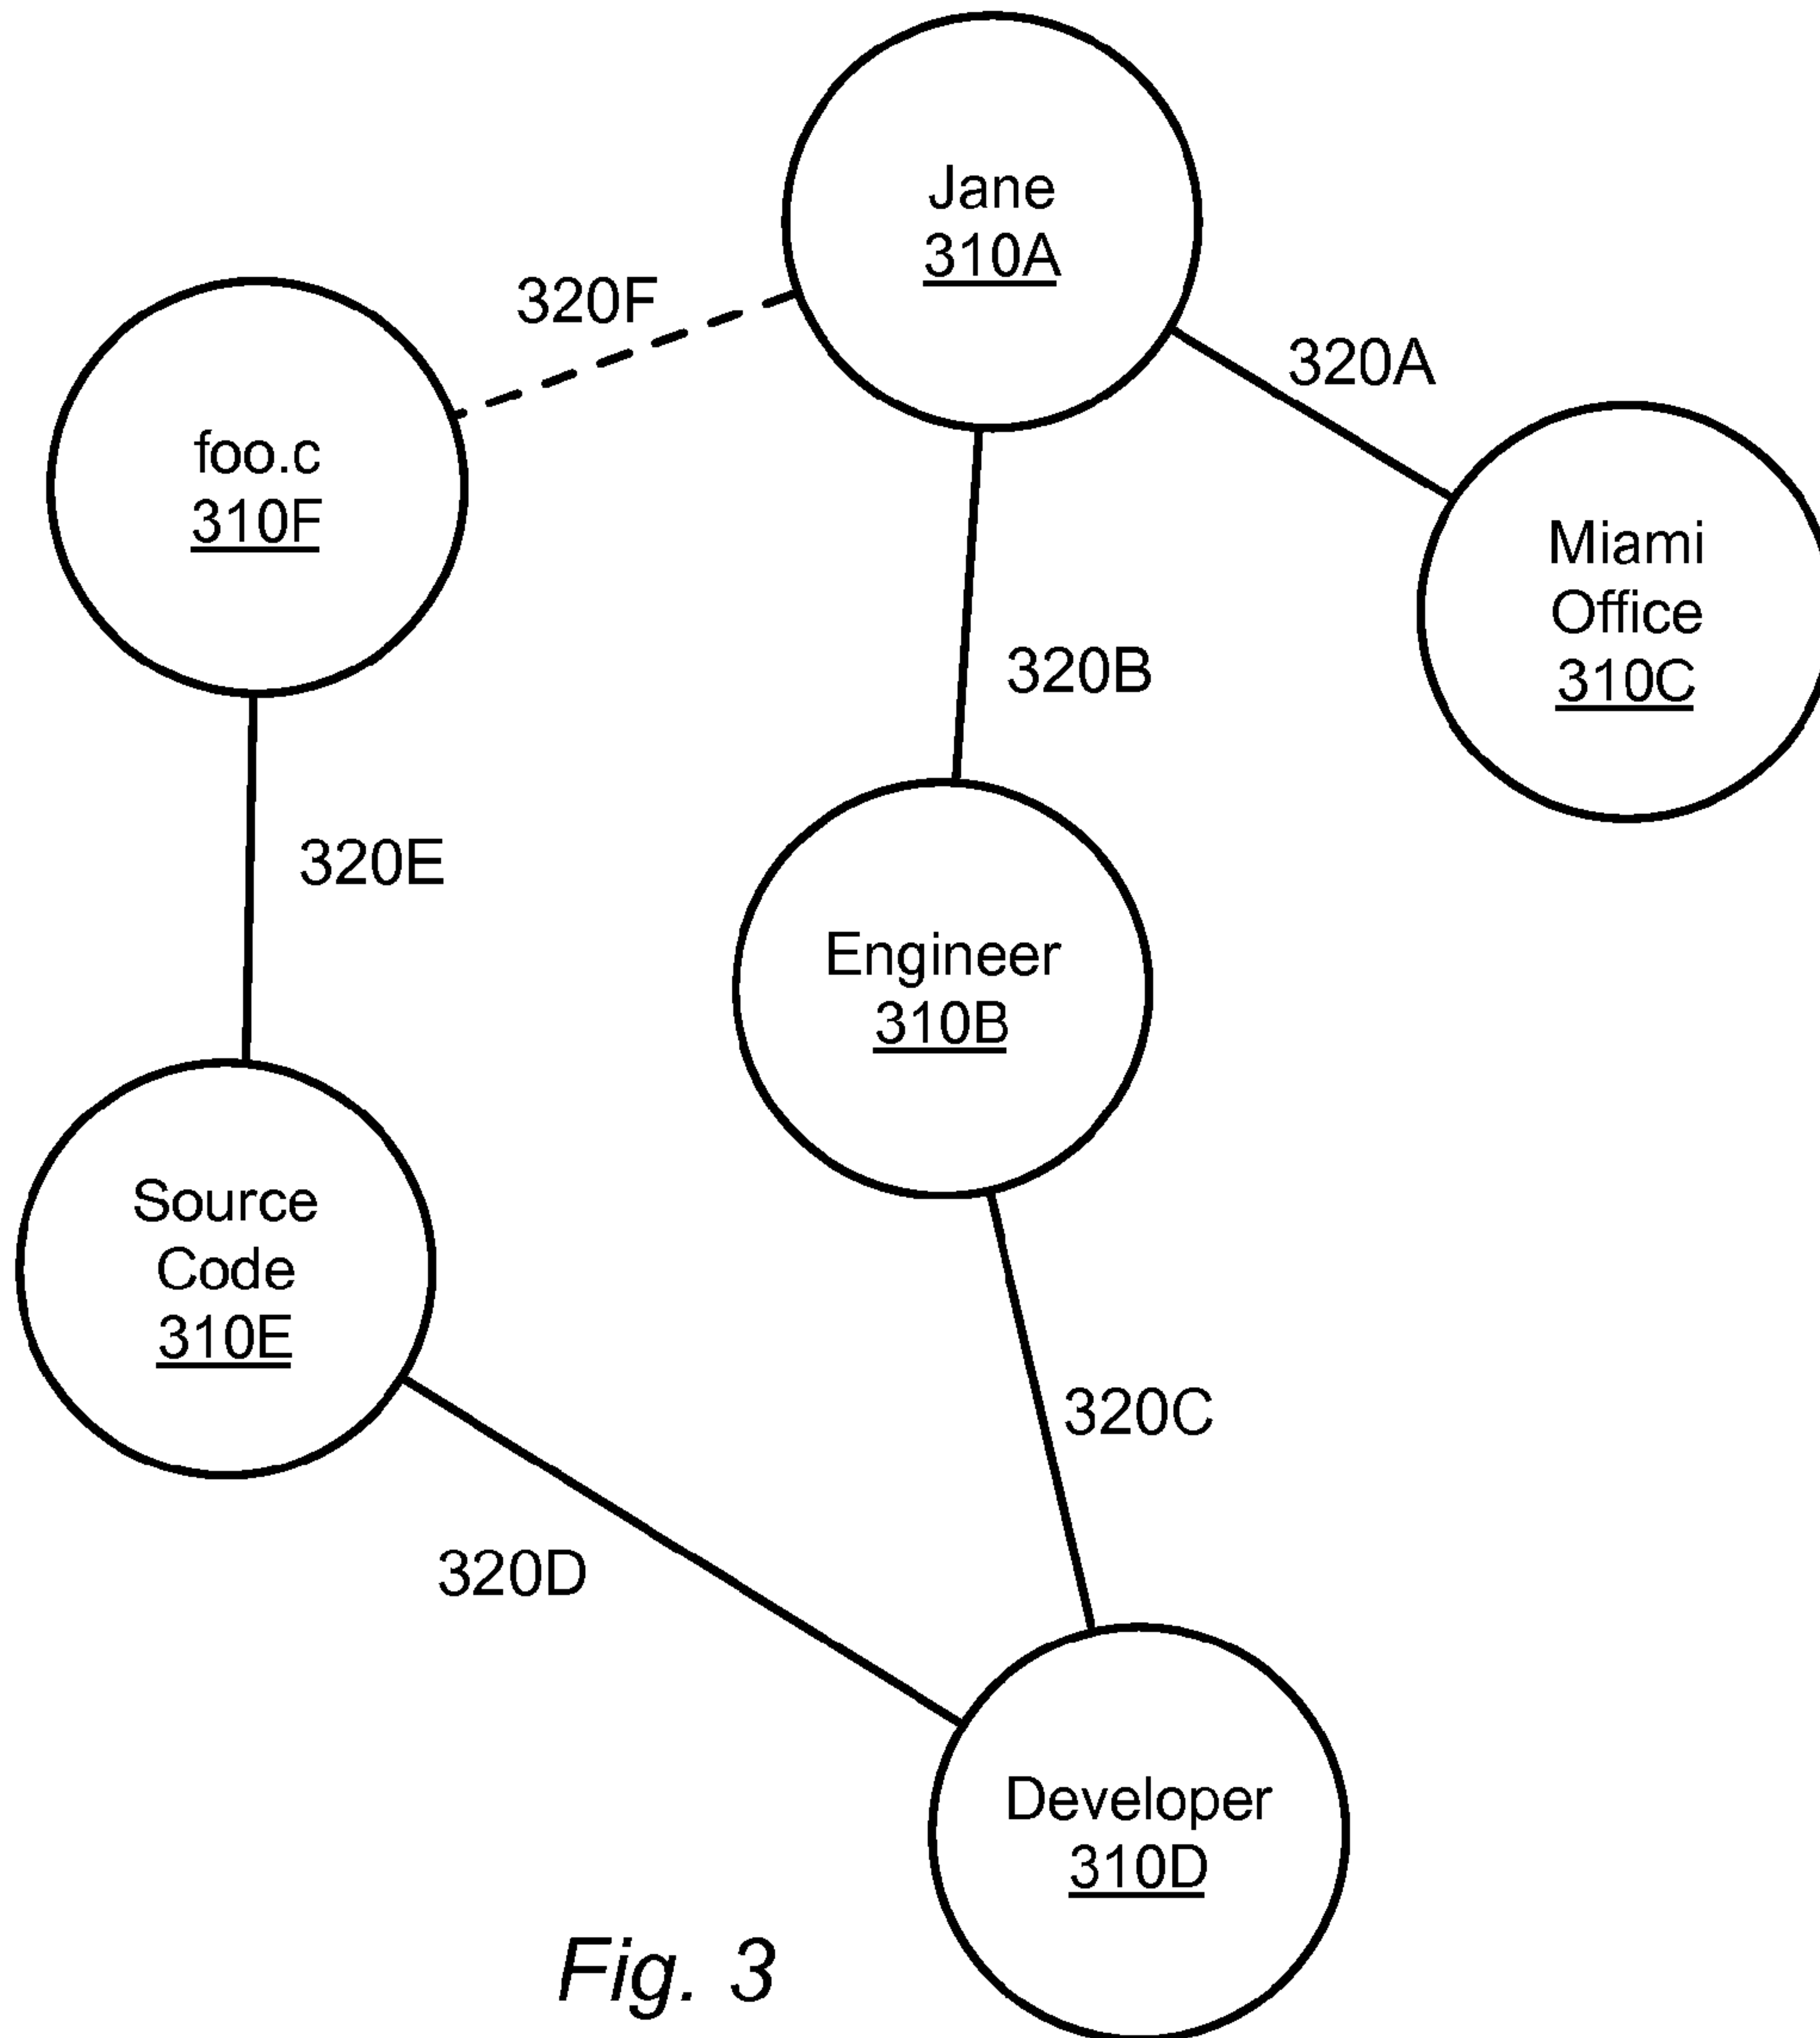 Jane
310A
320F
320A
foo.c
310F
Miami
Office
310C
320B
320E
Engineer
310B
Source
Code
310E
320C
320D
Developer
310D
Fig. 3